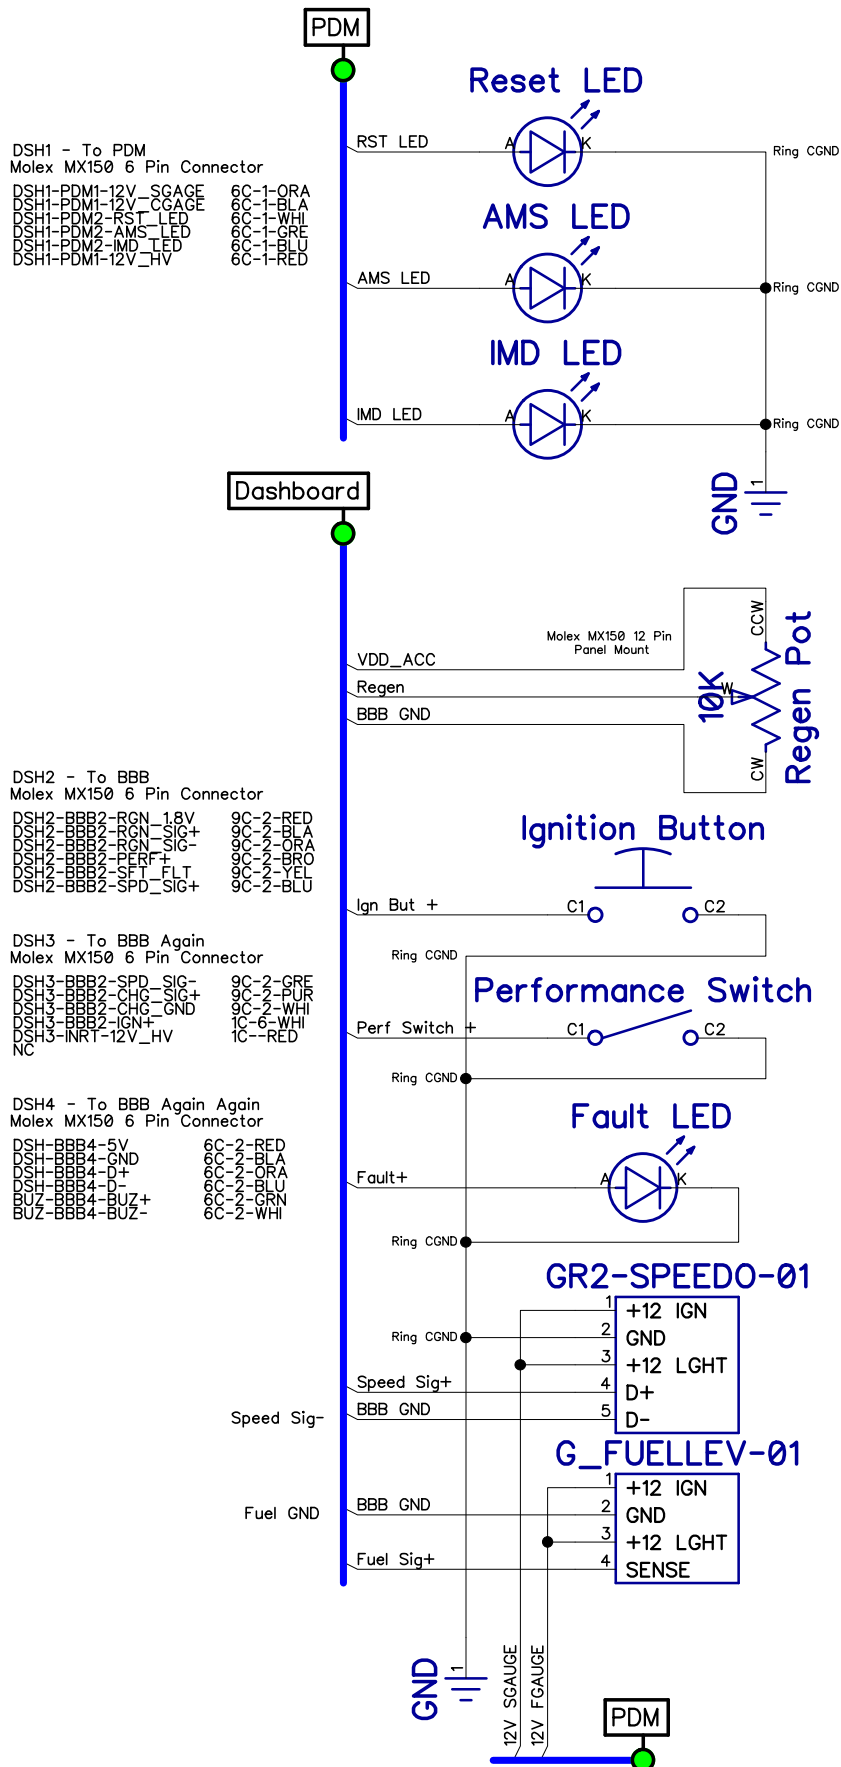 PDM
Reset LED
RST LED
A
K
Ring CGND
DSH1 - To PDM
Molex MX150 6 Pin Connector
DSH1-PDM1-12V_SGAGE 6C-1-ORA
DSH1-PDM1-12V_CGAGE 6C-1-BLA
DSH1-PDM2-RST_LED 6C-1-WHI
DSH1-PDM2-AMS_LED 6C-1-GRE
DSH1-PDM2-IMD_LED 6C-1-BLU
DSH1-PDM1-12V_HV 6C-1-RED
AMS LED
AMS LED
A
K
Ring CGND
IMD LED
IMD LED
A
K
Ring CGND
GND
1
Dashboard
Molex MX150 12 Pin
Panel Mount
VDD_ACC
Regen
BBB GND
CCW
W
CW
10K
Regen Pot
DSH2 - To BBB
Molex MX150 6 Pin Connector
DSH2-BBB2-RGN_1.8V 9C-2-RED
DSH2-BBB2-RGN_SIG+ 9C-2-BLA
DSH2-BBB2-RGN_SIG- 9C-2-ORA
DSH2-BBB2-PERF+ 9C-2-BRO
DSH2-BBB2-SFT_FLT 9C-2-YEL
DSH2-BBB2-SPD_SIG+ 9C-2-BLU
Ignition Button
Ign But +
C1
C2
Ring CGND
DSH3 - To BBB Again
Molex MX150 6 Pin Connector
DSH3-BBB2-SPD_SIG- 9C-2-GRE
DSH3-BBB2-CHG_SIG+ 9C-2-PUR
DSH3-BBB2-CHG_GND 9C-2-WHI
DSH3-BBB2-IGN+ 1C-6-WHI
DSH3-INRT-12V_HV 1C--RED
NC
Performance Switch
Perf Switch +
C1
C2
Ring CGND
DSH4 - To BBB Again Again
Molex MX150 6 Pin Connector
DSH-BBB4-5V 6C-2-RED
DSH-BBB4-GND 6C-2-BLA
DSH-BBB4-D+ 6C-2-ORA
DSH-BBB4-D- 6C-2-BLU
BUZ-BBB4-BUZ+ 6C-2-GRN
BUZ-BBB4-BUZ- 6C-2-WHI
Fault LED
Fault+
A
K
Ring CGND
GR2-SPEEDO-01
1 +12 IGN
Ring CGND
2 GND
3 +12 LGHT
Speed Sig+
4 D+
Speed Sig-
BBB GND
5 D-
G_FUELLEV-01
1 +12 IGN
Fuel GND
BBB GND
2 GND
3 +12 LGHT
Fuel Sig+
4 SENSE
GND
1
12V SGAUGE
12V FGAUGE
PDM